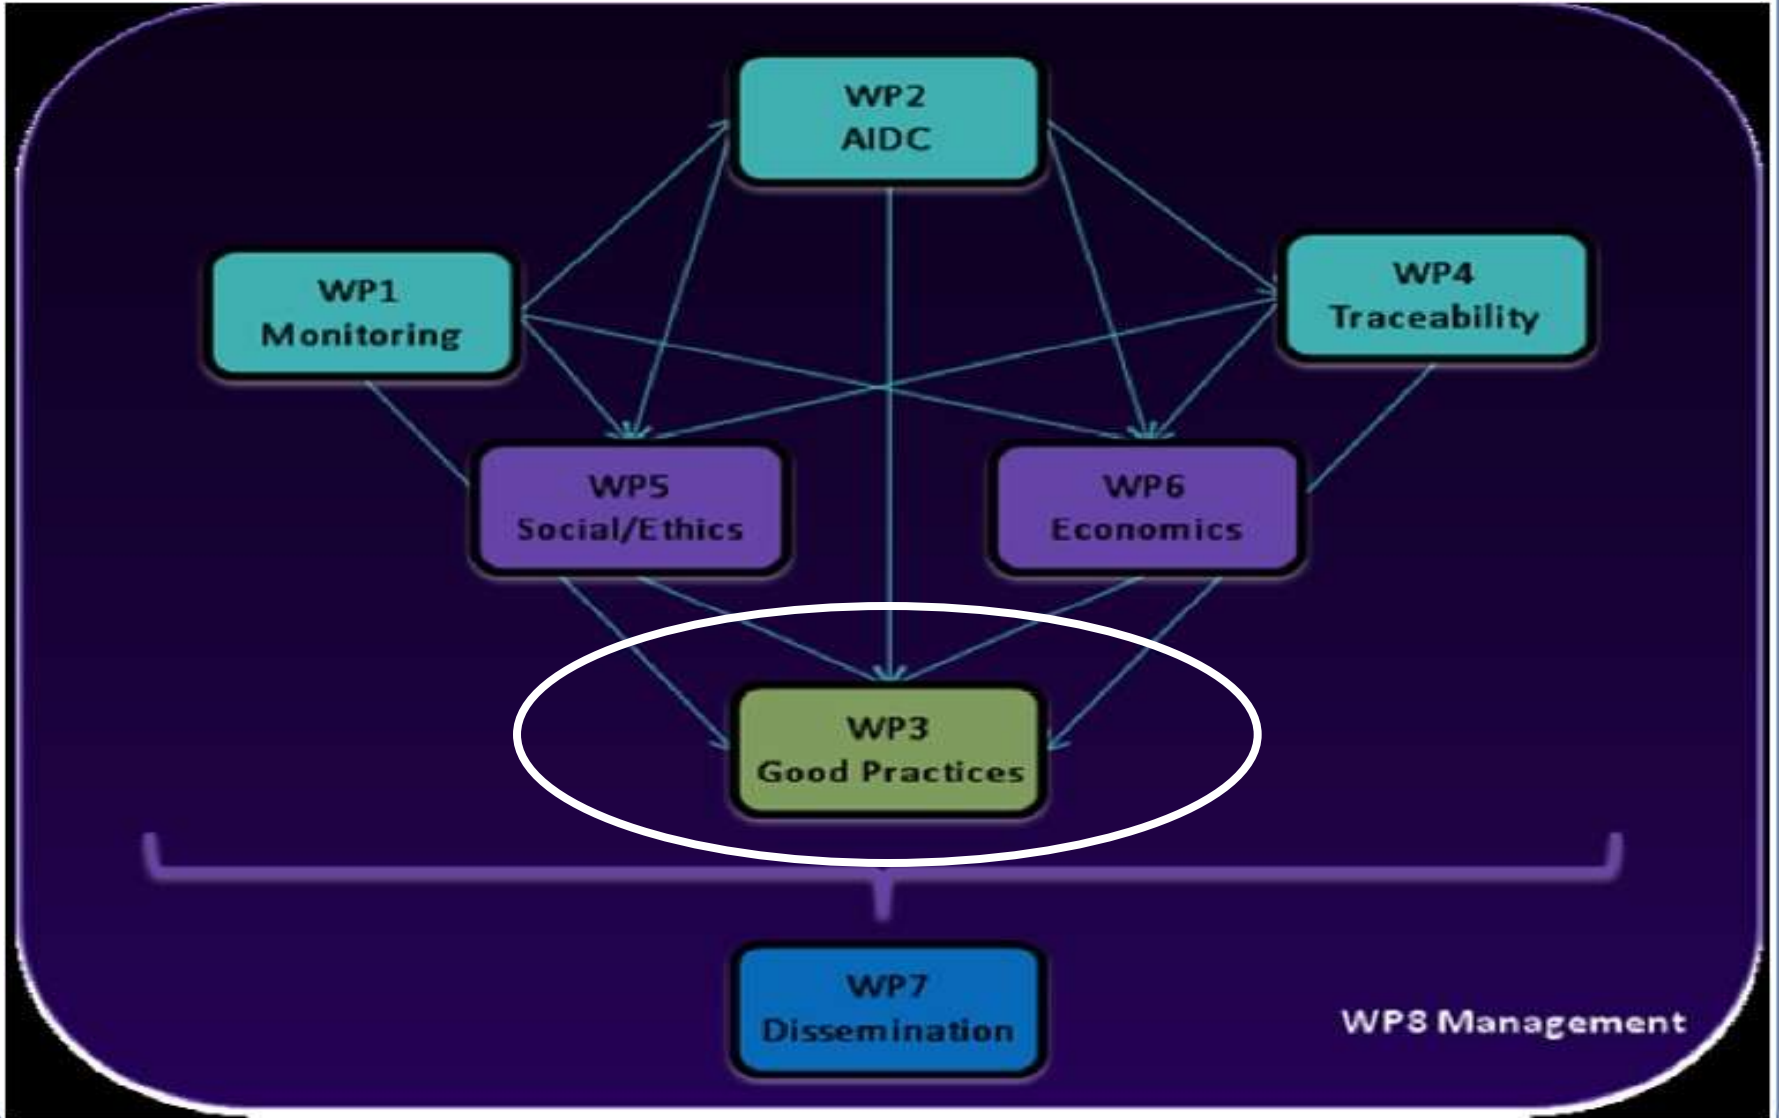 WP2
AIDC
WP1
Monitoring
WP4
Traceability
WP5
Social/Ethics
WP6
Economics
WP3
Good Practices
WP7
Dissemination
WP8 Management